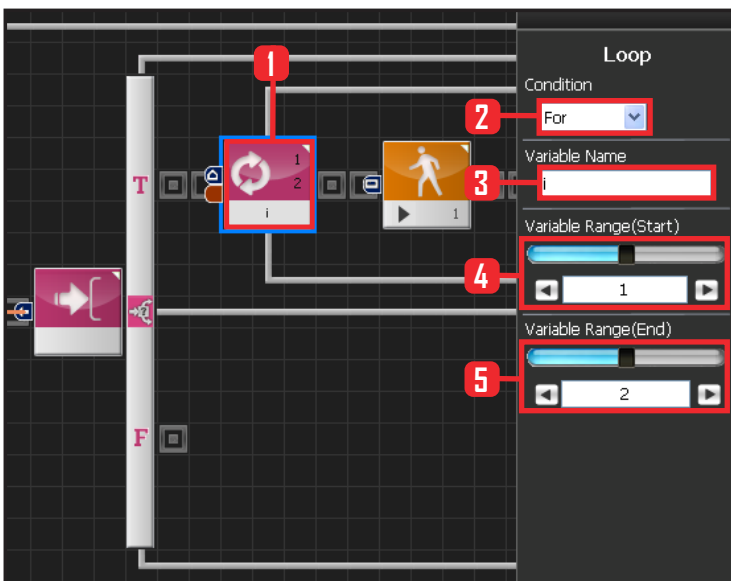 Loop
Condition
1
2
For
Variable Name
3
i
T
1
2
i
1
Variable Range(Start)
4
1
Variable Range(End)
5
2
F